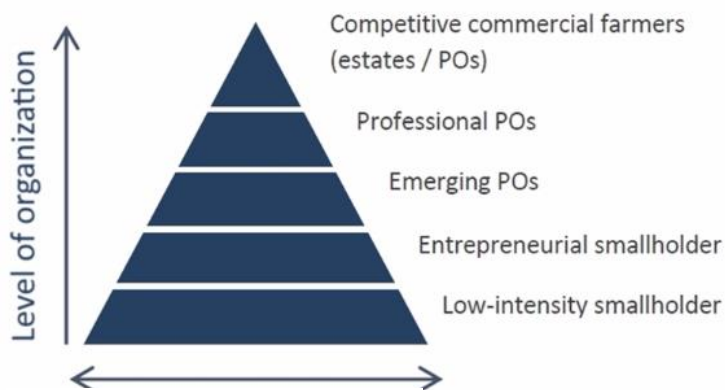 Competitive commercial farmers
(estates / POs)
Professional POs
Emerging POs
Entrepreneurial smallholder
Low-intensity smallholder
Level of organization